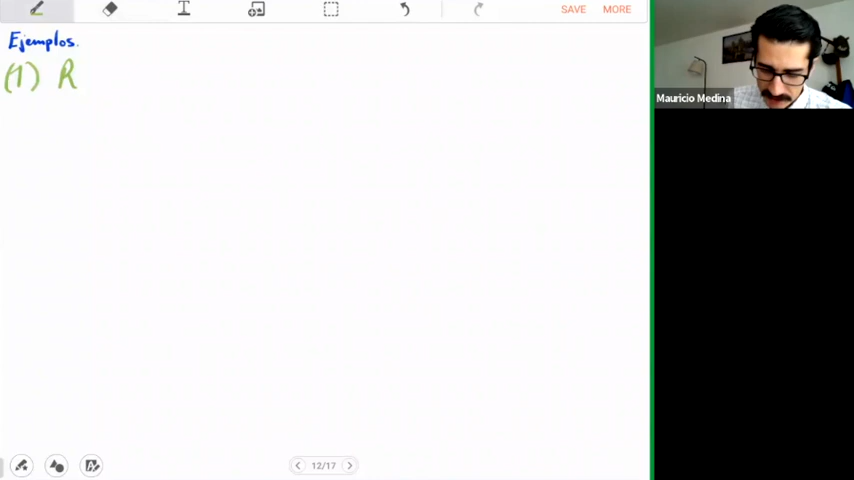 SAVE MORE
Ejemplos.
(1) R
Mauricio Medina
12/17